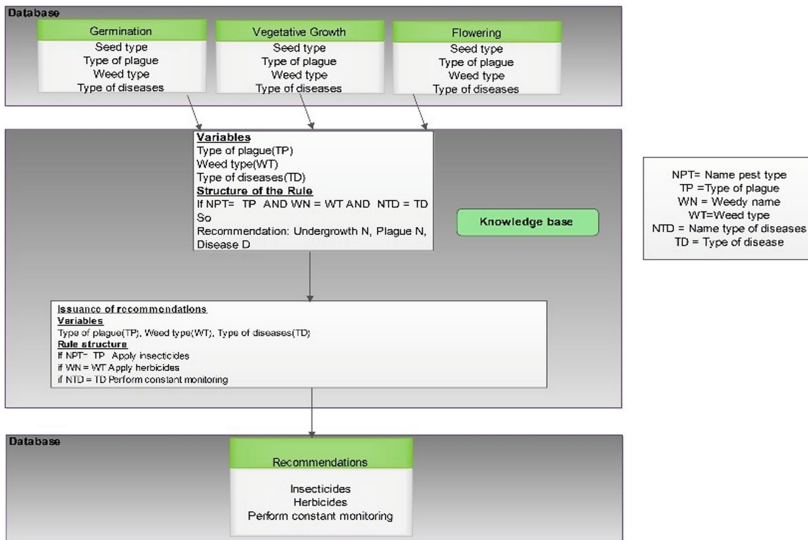 Database
Germination
Seed type
Type of plague
Weed type
Type of diseases
Vegetative Growth
Seed type
Type of plague
Weed type
Type of diseases
Flowering
Seed type
Type of plague
Weed type
Type of diseases
Variables
Type of plague(TP)
Weed type(WT)
Type of diseases(TD)
Structure of the Rule
If NPT= TP AND WN = WT AND NTD = TD
So
Recommendation: Undergrowth N, Plague N,
Disease D
Knowledge base
NPT= Name pest type
TP =Type of plague
WN = Weedy name
WT=Weed type
NTD = Name type of diseases
TD = Type of disease
Issuance of recommendations
Variables
Type of plague(TP), Weed type(WT), Type of diseases(TD)
Rule structure
If NPT= TP Apply insecticides
if WN = WT Apply herbicides
if NTD = TD Perform constant monitoring
Database
Recommendations
Insecticides
Herbicides
Perform constant monitoring